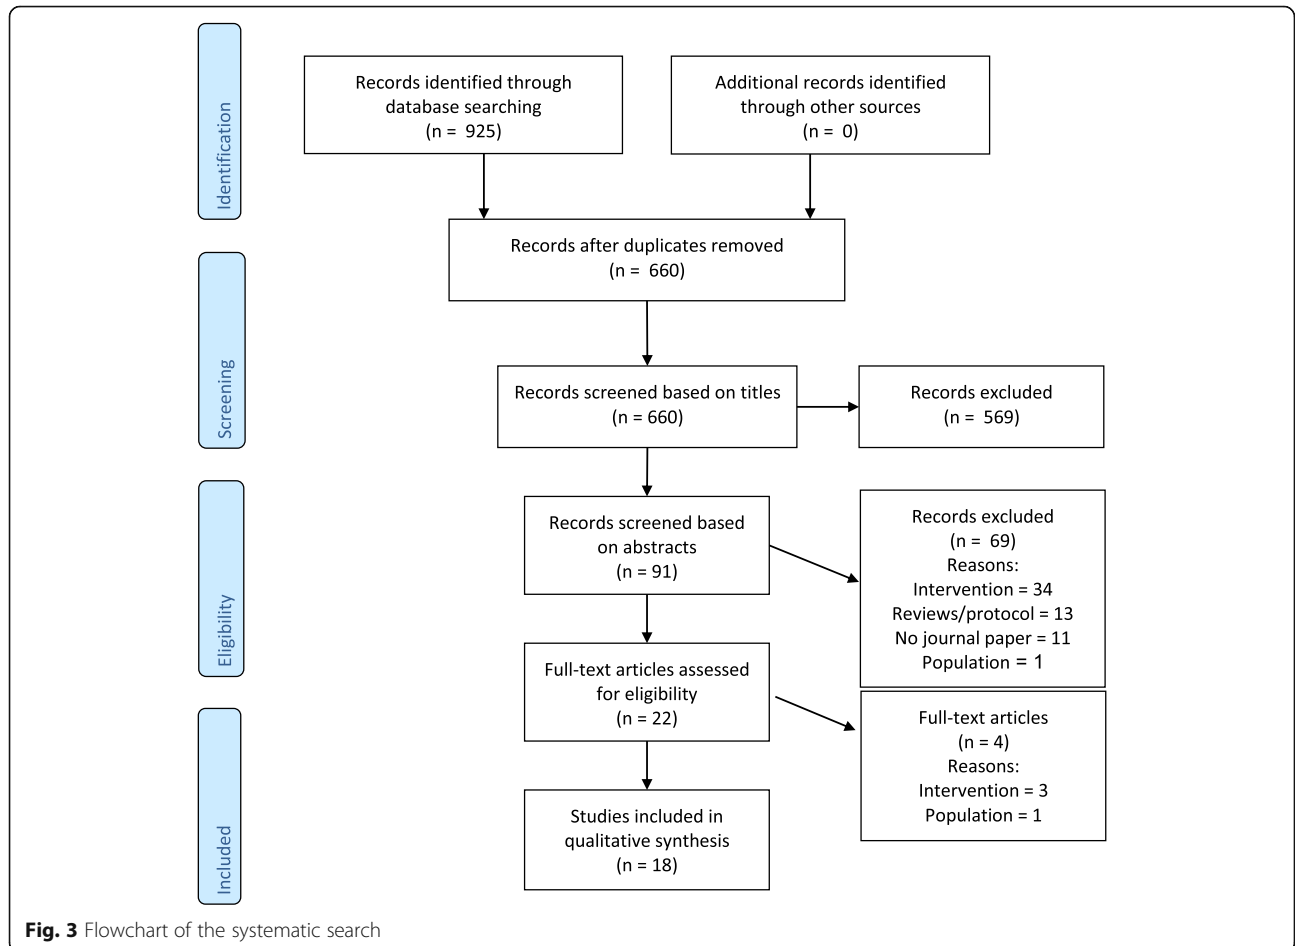 Identification
Records identified through
database searching
(n = 925)
Additional records identified
through other sources
(n = 0)
Records after duplicates removed
(n = 660)
Screening
Records screened based on titles
(n = 660)
Records excluded
(n = 569)
Eligibility
Records screened based
on abstracts
(n = 91)
Records excluded
(n = 69)
Reasons:
Intervention = 34
Reviews/protocol = 13
No journal paper = 11
Population = 1
Full-text articles assessed
for eligibility
(n = 22)
Full-text articles
(n = 4)
Reasons:
Intervention = 3
Population = 1
Included
Studies included in
qualitative synthesis
(n = 18)
Fig. 3 Flowchart of the systematic search